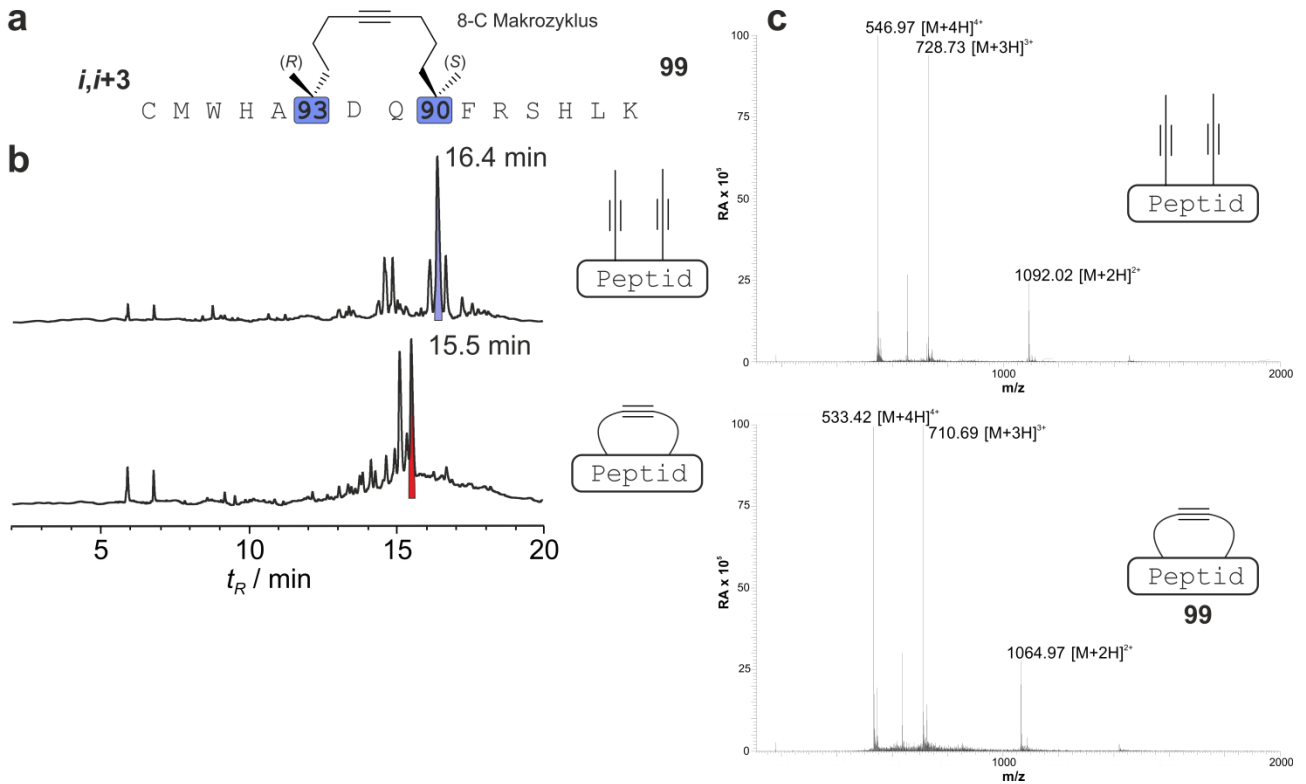 a
8-C Makrozyklus
(R)
(S)
i,i+3
99
C M W H A 93 D Q 90 F R S H L K
b
16.4 min
Peptid
15.5 min
Peptid
5 10 15 20
tR / min
c
546.97 [M+4H]4+
728.73 [M+3H]3+
1092.02 [M+2H]2+
Peptid
RA x 10⁵
100
75
50
25
0
1000
2000
m/z
533.42 [M+4H]4+
710.69 [M+3H]3+
1064.97 [M+2H]2+
Peptid
99
RA x 10⁵
100
75
50
25
0
1000
2000
m/z